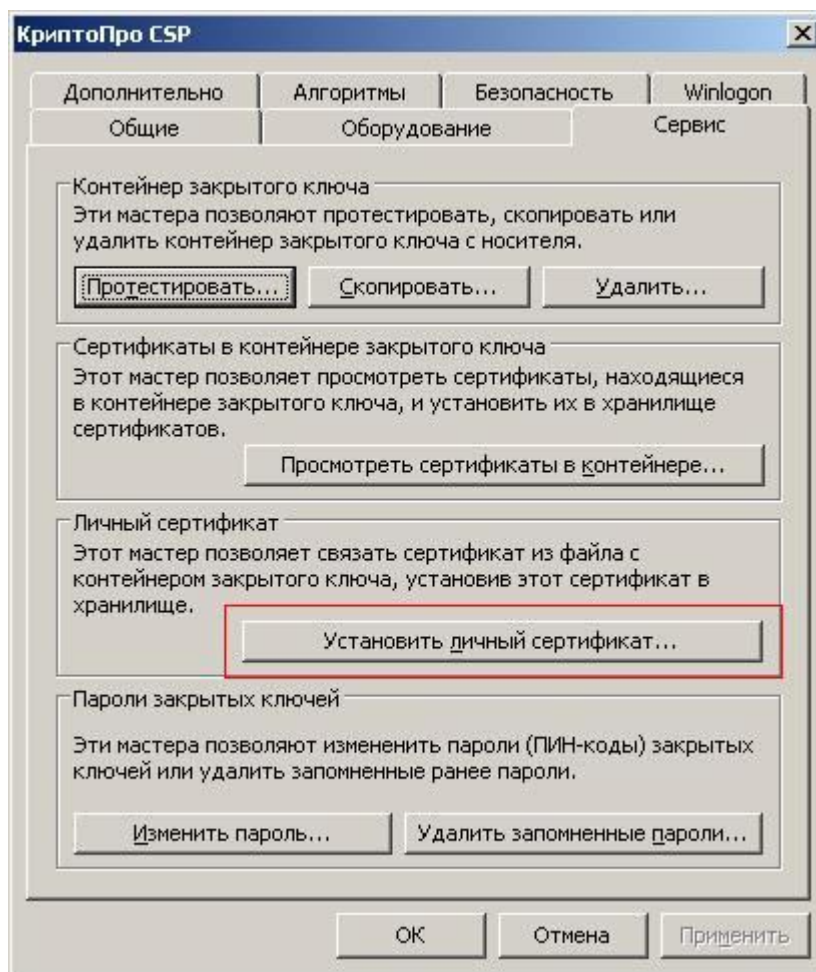 КриптоПро CSP
Дополнительно Алгоритмы Безопасность Winlogon
Общие Оборудование Сервис
Контейнер закрытого ключа
Эти мастера позволяют протестировать, скопировать или
удалить контейнер закрытого ключа с носителя.
Протестировать... Скопировать... Удалить...
Сертификаты в контейнере закрытого ключа
Этот мастер позволяет просмотреть сертификаты, находящиеся
в контейнере закрытого ключа, и установить их в хранилище
сертификатов.
Просмотреть сертификаты в контейнере...
Личный сертификат
Этот мастер позволяет связать сертификат из файла с
контейнером закрытого ключа, установив этот сертификат в
хранилище.
Установить личный сертификат...
Пароли закрытых ключей
Эти мастера позволяют измененить пароли (ПИН-коды) закрытых
ключей или удалить запомненные ранее пароли.
Изменить пароль... Удалить запомненные пароли...
ОК Отмена Применить